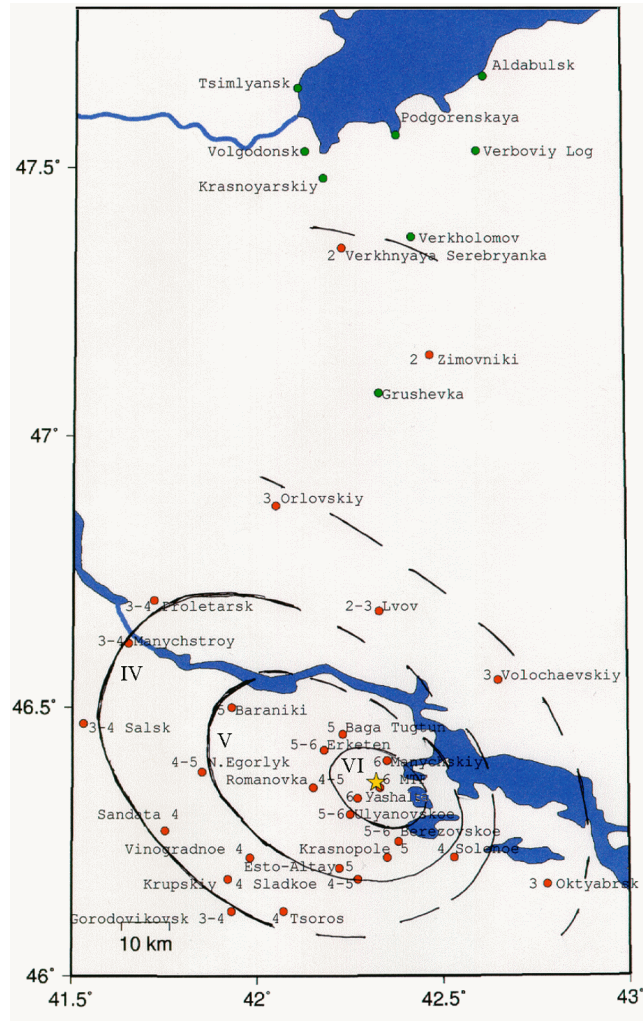 Aldabulsk
Tsimlyansk
Podgorenskaya
Volgodonsk
Verboviy Log
47.5°
Krasnoyarskiy
Verkholomov
2 Verkhnyaya Serebryanka
2 Zimovniki
Grushevka
47°
3 Orlovskiy
3-4 Proletarsk
2-3 Lvov
3-4 Manychstroy
IV
3 Volochaevskiy
46.5°
5 Baraniki
3-4 Salsk
5 Baga Tugtun
V
5-6 Erketen
4-5 N.Egorlyk
VI
6 Manychskiy
Romanovka 4-5
6 MTF
6 Yashalta
Sandata 4
5-6 Ulyanovskoe
5-6 Berezovskoe
Vinogradnoe 4
Krasnopole 5
4 Solenoe
Esto-Altay 5
Krupskiy 4
Sladkoe 4-5
3 Oktyabrsk
Gorodovikovsk 3-4
4 Tsoros
10 km
46°
41.5°
42°
42.5°
43°